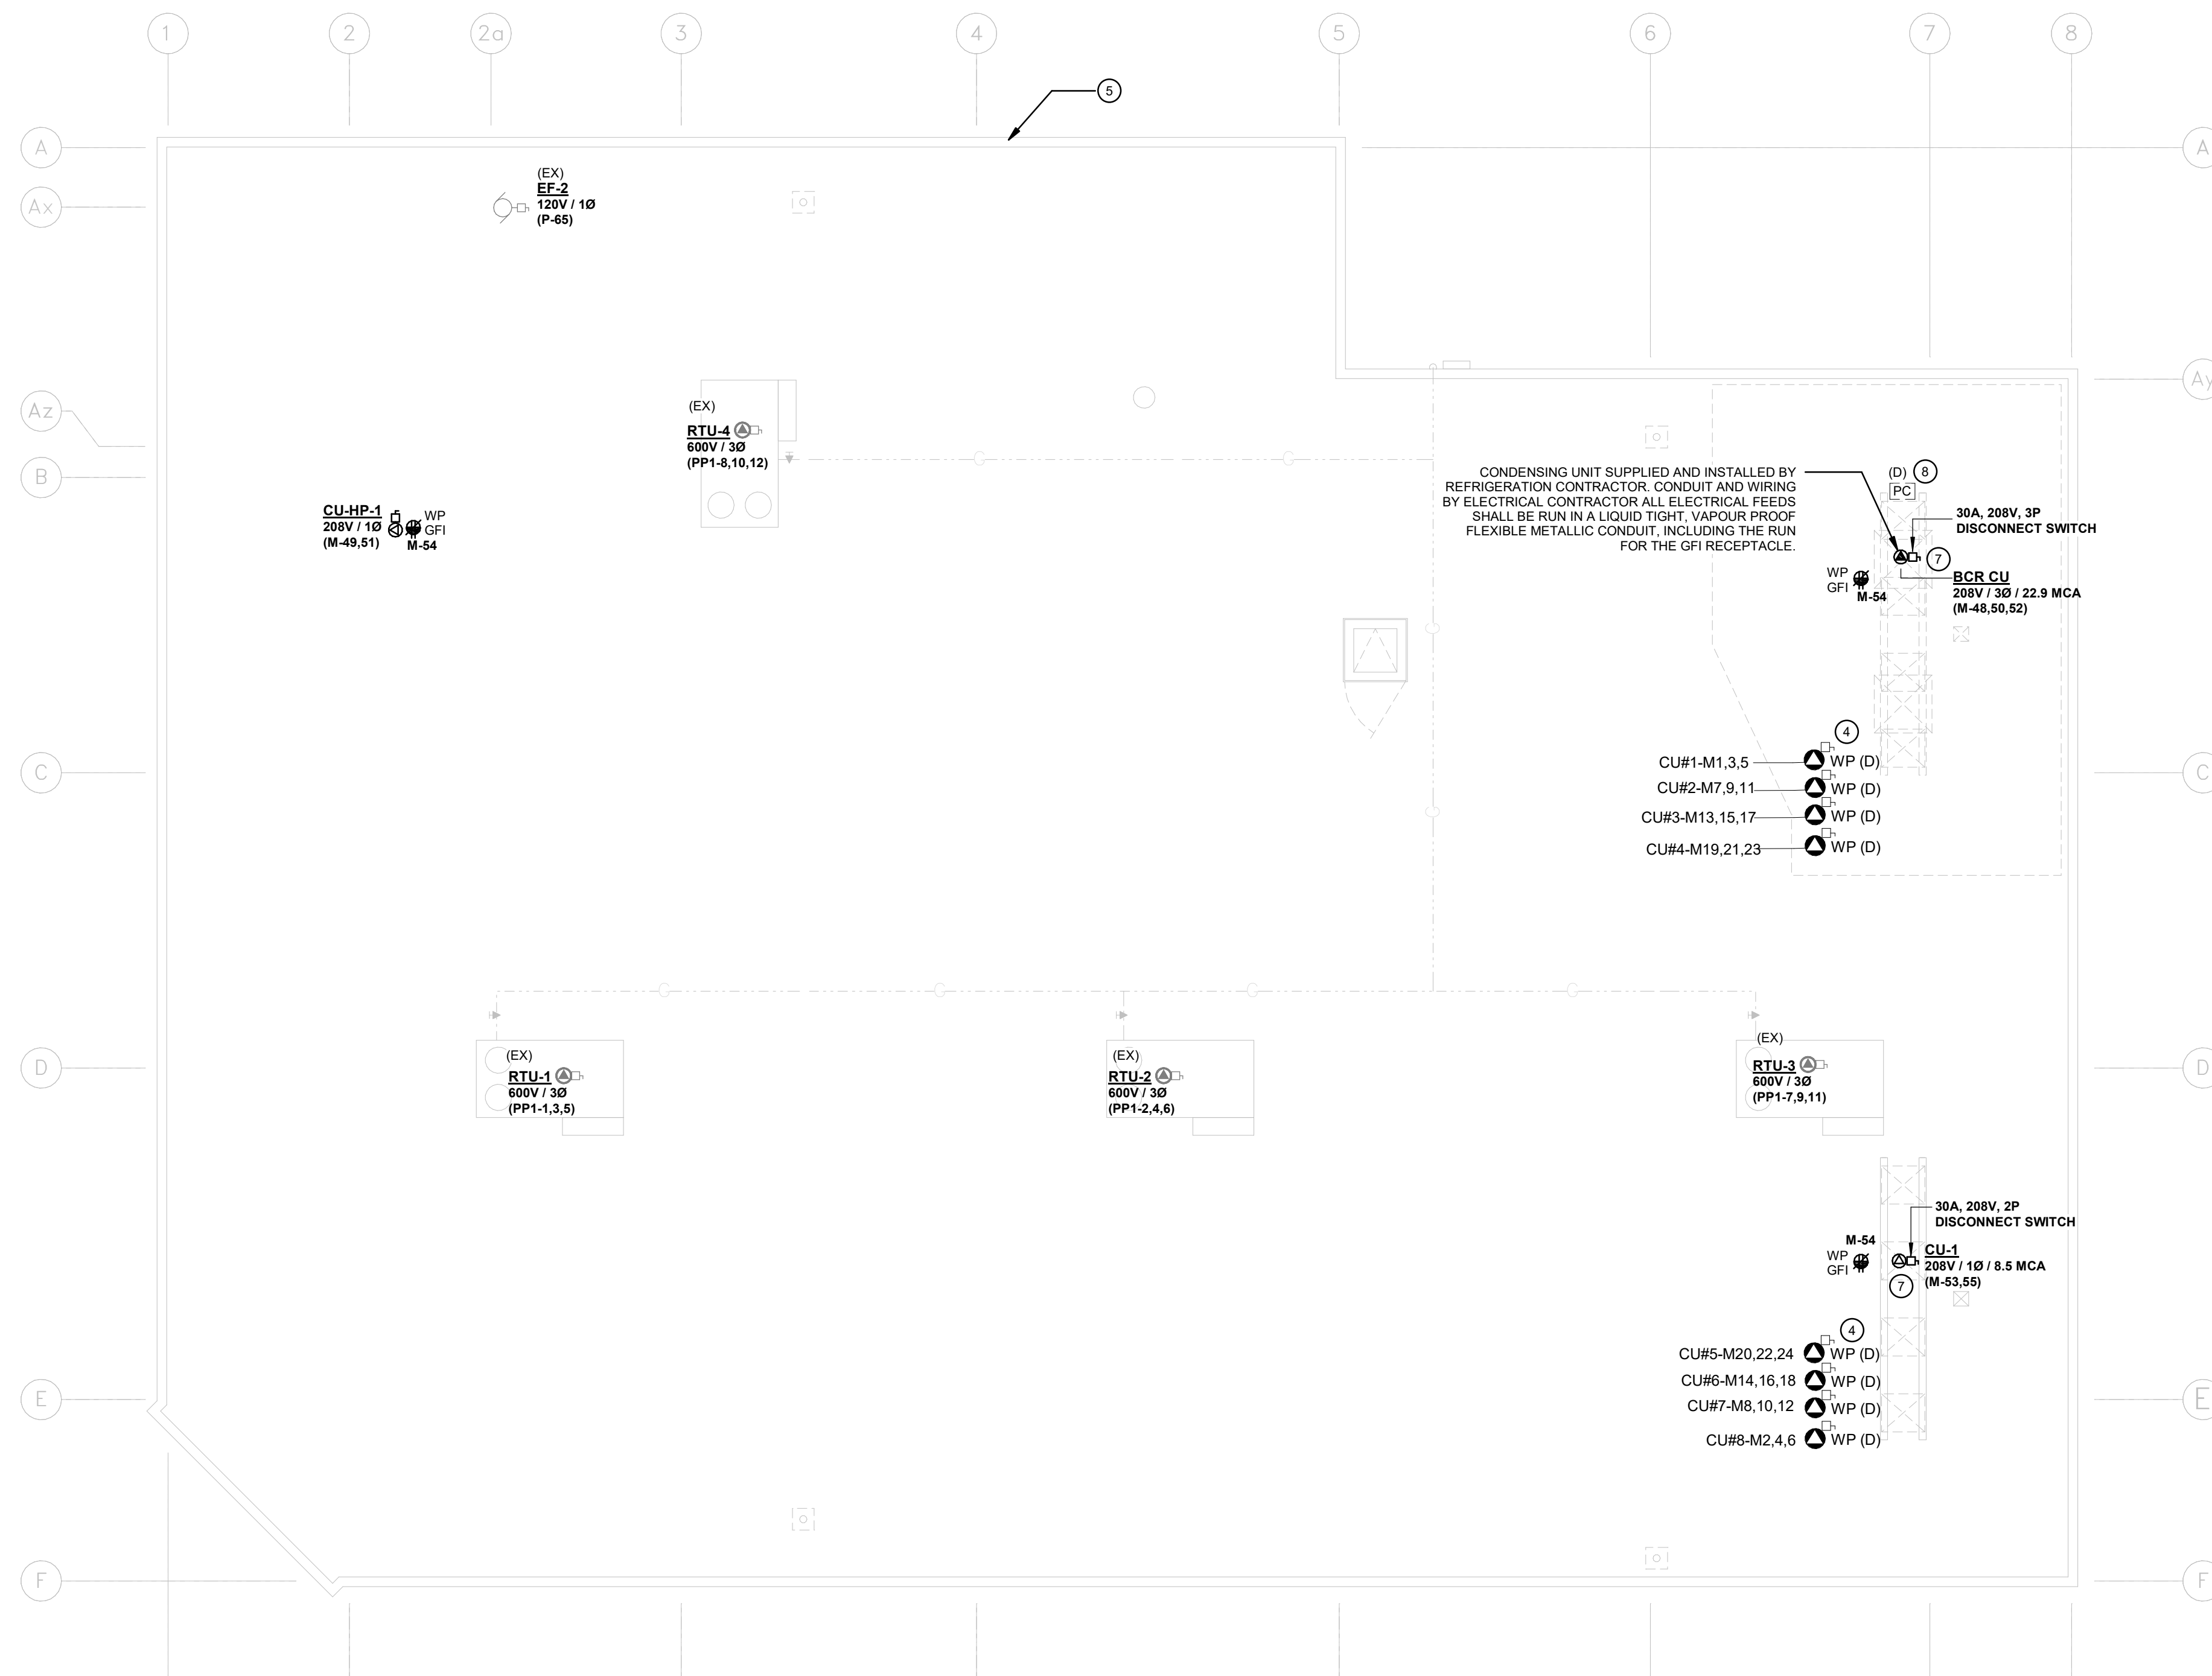 1
2
2a
3
4
5
6
7
8
5
A
A
(EX)
EF-2
120V / 1Ø
(P-65)
Ax
Ay
Az
(EX)
RTU-4
600V / 3Ø
(PP1-8,10,12)
B
CONDENSING UNIT SUPPLIED AND INSTALLED BY
REFRIGERATION CONTRACTOR. CONDUIT AND WIRING
BY ELECTRICAL CONTRACTOR ALL ELECTRICAL FEEDS
SHALL BE RUN IN A LIQUID TIGHT, VAPOUR PROOF
FLEXIBLE METALLIC CONDUIT, INCLUDING THE RUN
FOR THE GFI RECEPTACLE.
(D)
8
PC
30A, 208V, 3P
DISCONNECT SWITCH
7
BCR CU
208V / 3Ø / 22.9 MCA
(M-48,50,52)
WP
GFI
M-54
CU-HP-1
208V / 1Ø
(M-49,51)
WP
GFI
M-54
4
C
C
CU#1-M1,3,5
WP (D)
CU#2-M7,9,11
WP (D)
CU#3-M13,15,17
WP (D)
CU#4-M19,21,23
WP (D)
D
D
(EX)
RTU-1
600V / 3Ø
(PP1-1,3,5)
(EX)
RTU-2
600V / 3Ø
(PP1-2,4,6)
(EX)
RTU-3
600V / 3Ø
(PP1-7,9,11)
30A, 208V, 2P
DISCONNECT SWITCH
M-54
WP
GFI
CU-1
208V / 1Ø / 8.5 MCA
(M-53,55)
7
4
CU#5-M20,22,24
WP (D)
CU#6-M14,16,18
WP (D)
CU#7-M8,10,12
WP (D)
CU#8-M2,4,6
WP (D)
E
E
F
F